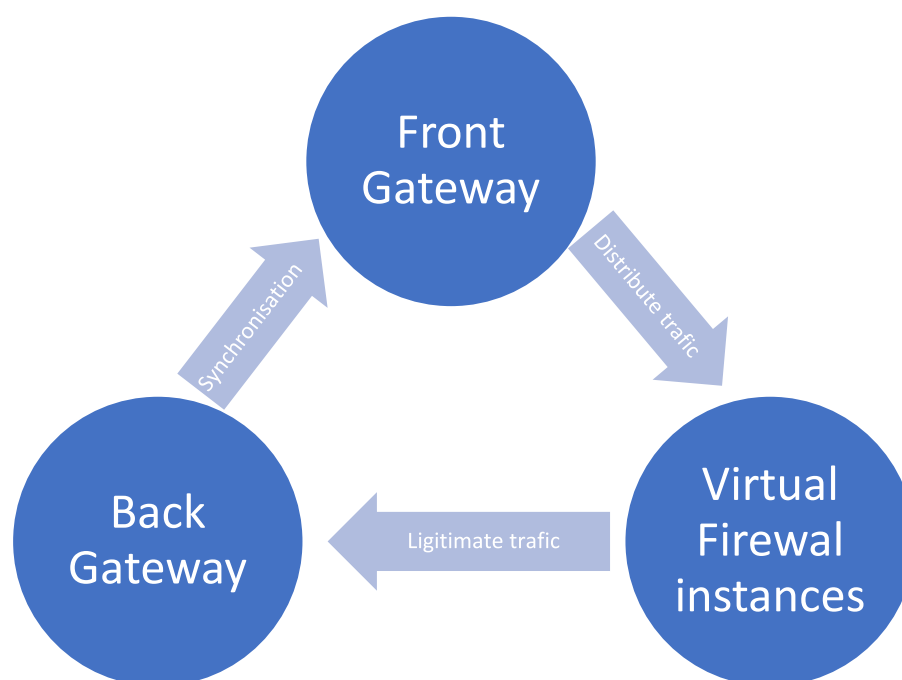 Front
Gateway
Distribute trafic
Virtual
Firewal
instances
Ligitimate trafic
Back
Gateway
Synchronisation